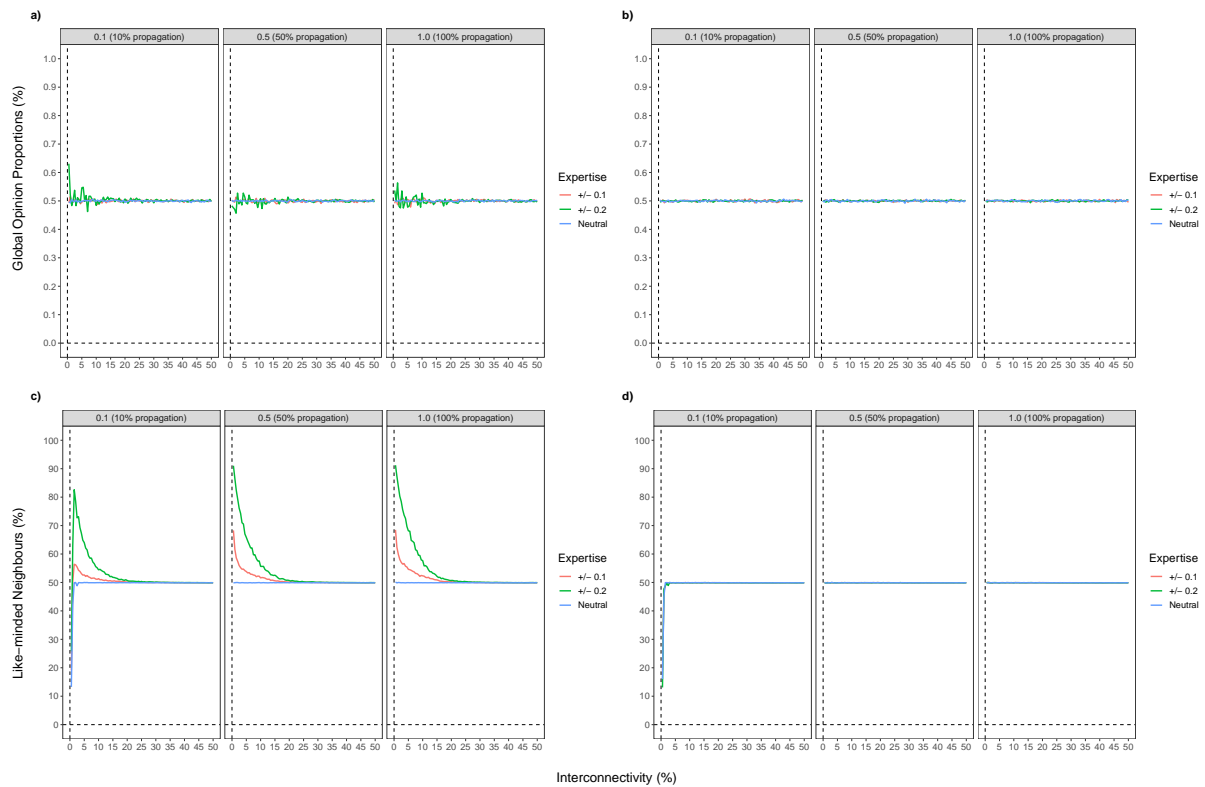 a)
b)
0.1 (10% propagation) 0.5 (50% propagation) 1.0 (100% propagation)
0.1 (10% propagation) 0.5 (50% propagation) 1.0 (100% propagation)
Global Opinion Proportions (%)
1.0
0.9
0.8
0.7
0.6
0.5
0.4
0.3
0.2
0.1
0.0
0 5 10 15 20 25 30 35 40 45 50
0 5 10 15 20 25 30 35 40 45 50
0 5 10 15 20 25 30 35 40 45 50
Expertise
+/− 0.1
+/− 0.2
Neutral
1.0
0.9
0.8
0.7
0.6
0.5
0.4
0.3
0.2
0.1
0.0
0 5 10 15 20 25 30 35 40 45 50
0 5 10 15 20 25 30 35 40 45 50
0 5 10 15 20 25 30 35 40 45 50
Expertise
+/− 0.1
+/− 0.2
Neutral
c)
d)
0.1 (10% propagation) 0.5 (50% propagation) 1.0 (100% propagation)
0.1 (10% propagation) 0.5 (50% propagation) 1.0 (100% propagation)
Like−minded Neighbours (%)
100
90
80
70
60
50
40
30
20
10
0
0 5 10 15 20 25 30 35 40 45 50
0 5 10 15 20 25 30 35 40 45 50
0 5 10 15 20 25 30 35 40 45 50
Expertise
+/− 0.1
+/− 0.2
Neutral
100
90
80
70
60
50
40
30
20
10
0
0 5 10 15 20 25 30 35 40 45 50
0 5 10 15 20 25 30 35 40 45 50
0 5 10 15 20 25 30 35 40 45 50
Expertise
+/− 0.1
+/− 0.2
Neutral
Interconnectivity (%)